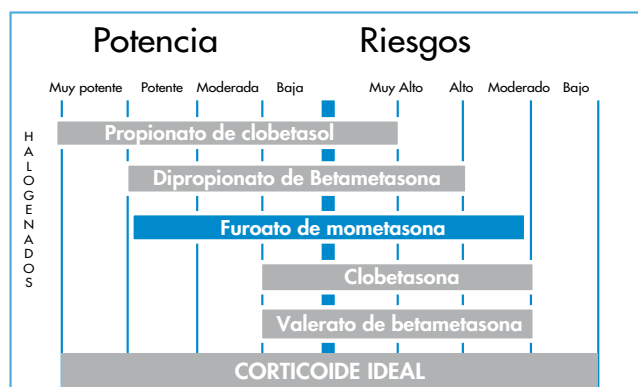 Potencia Riesgos
Muy potente Potente Moderada Baja Muy Alto Alto Moderado Bajo
HALOGENADOS
Propionato de clobetasol
Dipropionato de Betametasona
Furoato de mometasona
Clobetasona
Valerato de betametasona
CORTICOIDE IDEAL